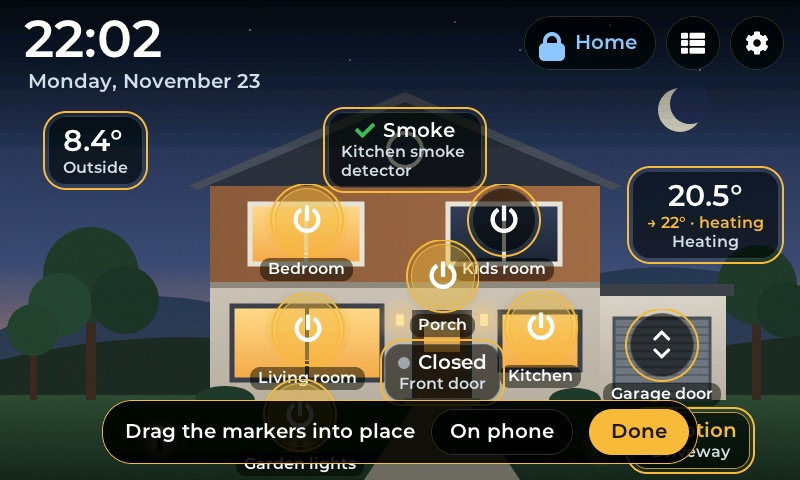 22:02
Monday, November 23
Home
8.4°
Outside
Smoke
Kitchen smoke
detector
20.5°
→ 22° · heating
Heating
Bedroom
Kids room
Porch
Living room
Closed
Front door
Kitchen
Garage door
Drag the markers into place
On phone
Done
Garden lights